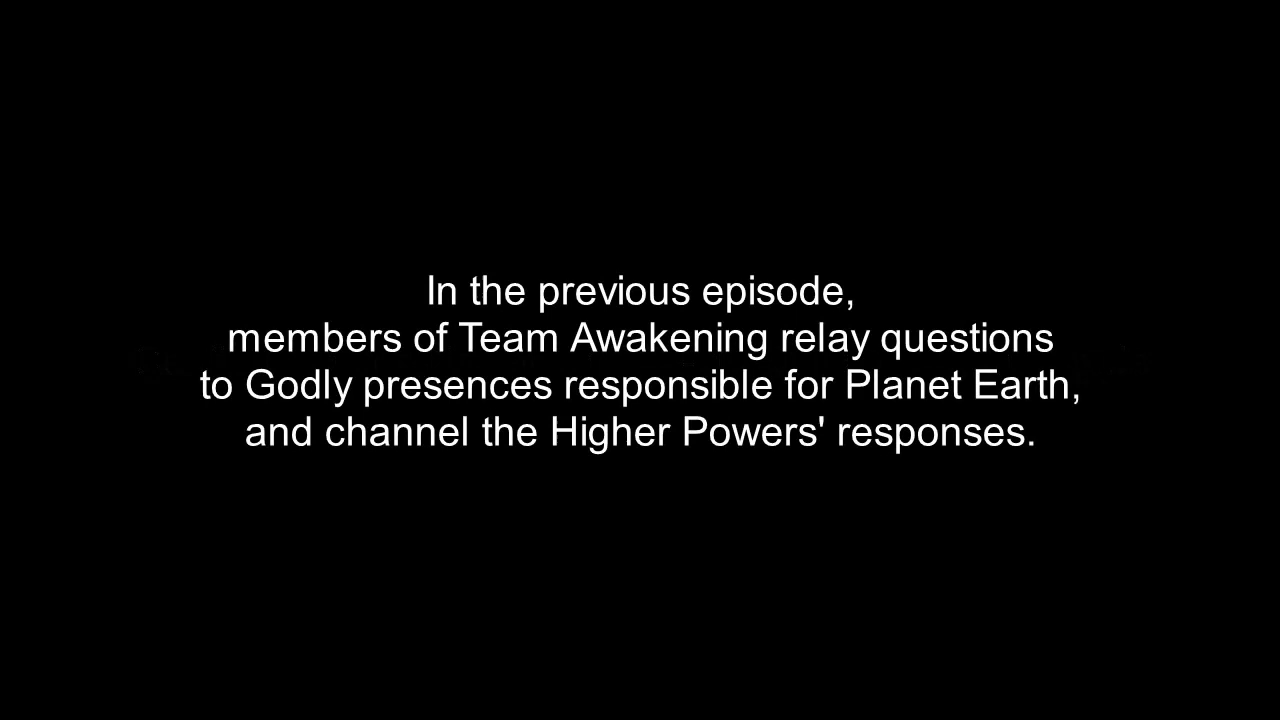 In the previous episode,
members of Team Awakening relay questions
to Godly presences responsible for Planet Earth,
and channel the Higher Powers' responses.